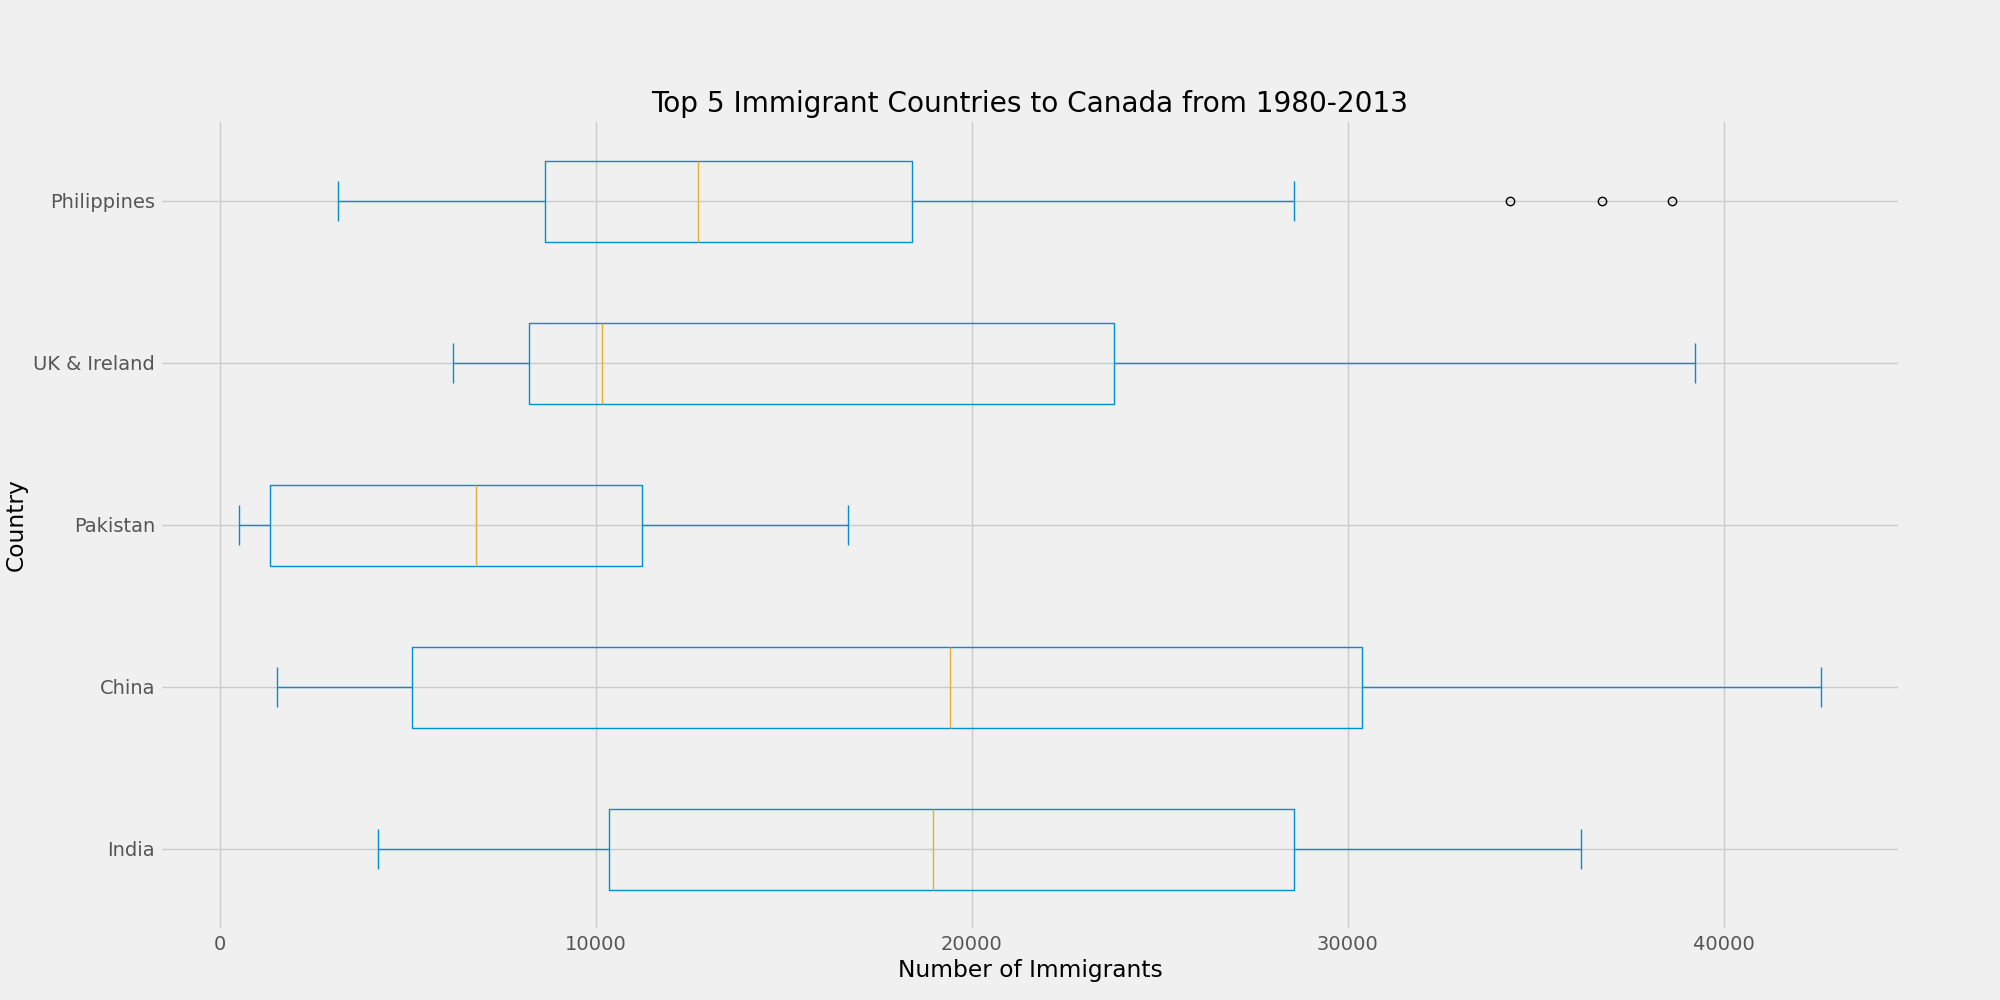 Top 5 Immigrant Countries to Canada from 1980-2013
Country
Philippines
UK & Ireland
Pakistan
China
India
0 10000 20000 30000 40000
Number of Immigrants